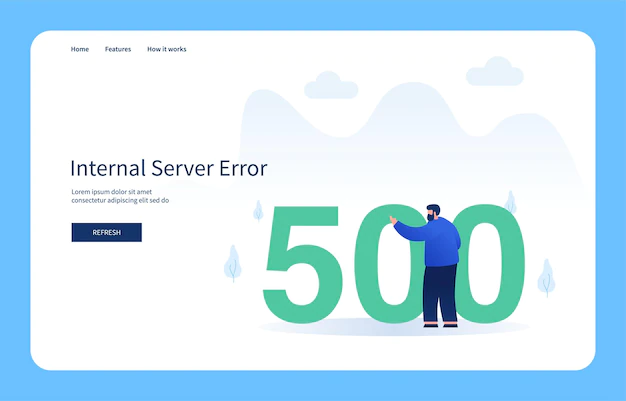 Home Features How it works
Internal Server Error
Lorem ipsum dolor sit amet
consectetur adipiscing elit sed do
REFRESH
500